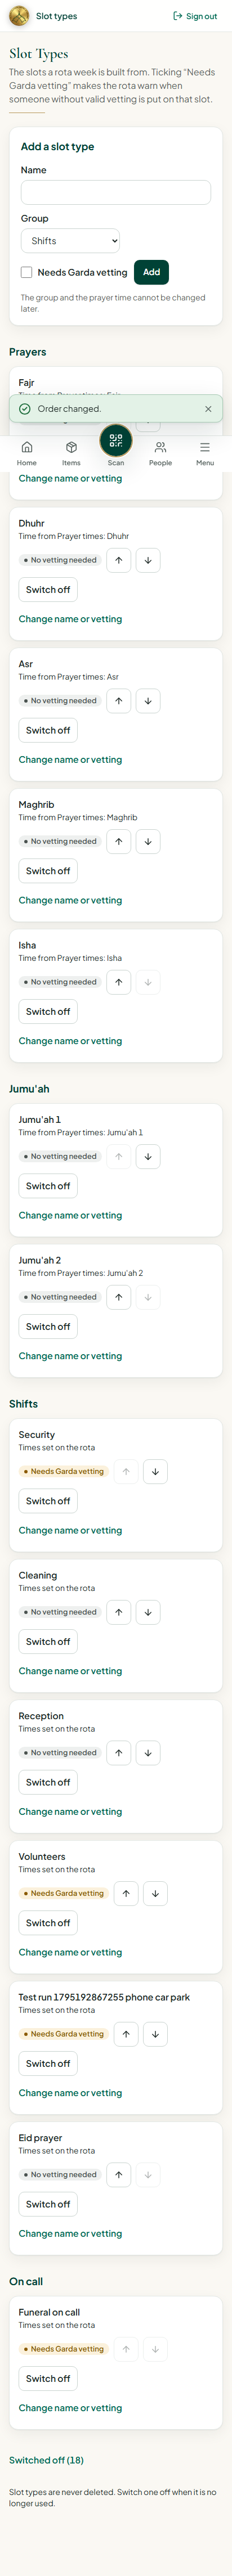 Slot types
Sign out
Slot Types
The slots a rota week is built from. Ticking “Needs
Garda vetting” makes the rota warn when
someone without valid vetting is put on that slot.
Add a slot type
Name
Group
Shifts
Needs Garda vetting
Add
The group and the prayer time cannot be changed
later.
Prayers
Fajr
Order changed.
Home
Items
Scan
People
Menu
Change name or vetting
Dhuhr
Time from Prayer times: Dhuhr
No vetting needed
Switch off
Change name or vetting
Asr
Time from Prayer times: Asr
No vetting needed
Switch off
Change name or vetting
Maghrib
Time from Prayer times: Maghrib
No vetting needed
Switch off
Change name or vetting
Isha
Time from Prayer times: Isha
No vetting needed
Switch off
Change name or vetting
Jumu'ah
Jumu'ah 1
Time from Prayer times: Jumu'ah 1
No vetting needed
Switch off
Change name or vetting
Jumu'ah 2
Time from Prayer times: Jumu'ah 2
No vetting needed
Switch off
Change name or vetting
Shifts
Security
Times set on the rota
Needs Garda vetting
Switch off
Change name or vetting
Cleaning
Times set on the rota
No vetting needed
Switch off
Change name or vetting
Reception
Times set on the rota
No vetting needed
Switch off
Change name or vetting
Volunteers
Times set on the rota
Needs Garda vetting
Switch off
Change name or vetting
Test run 1795192867255 phone car park
Times set on the rota
Needs Garda vetting
Switch off
Change name or vetting
Eid prayer
Times set on the rota
No vetting needed
Switch off
Change name or vetting
On call
Funeral on call
Times set on the rota
Needs Garda vetting
Switch off
Change name or vetting
Switched off (18)
Slot types are never deleted. Switch one off when it is no
longer used.